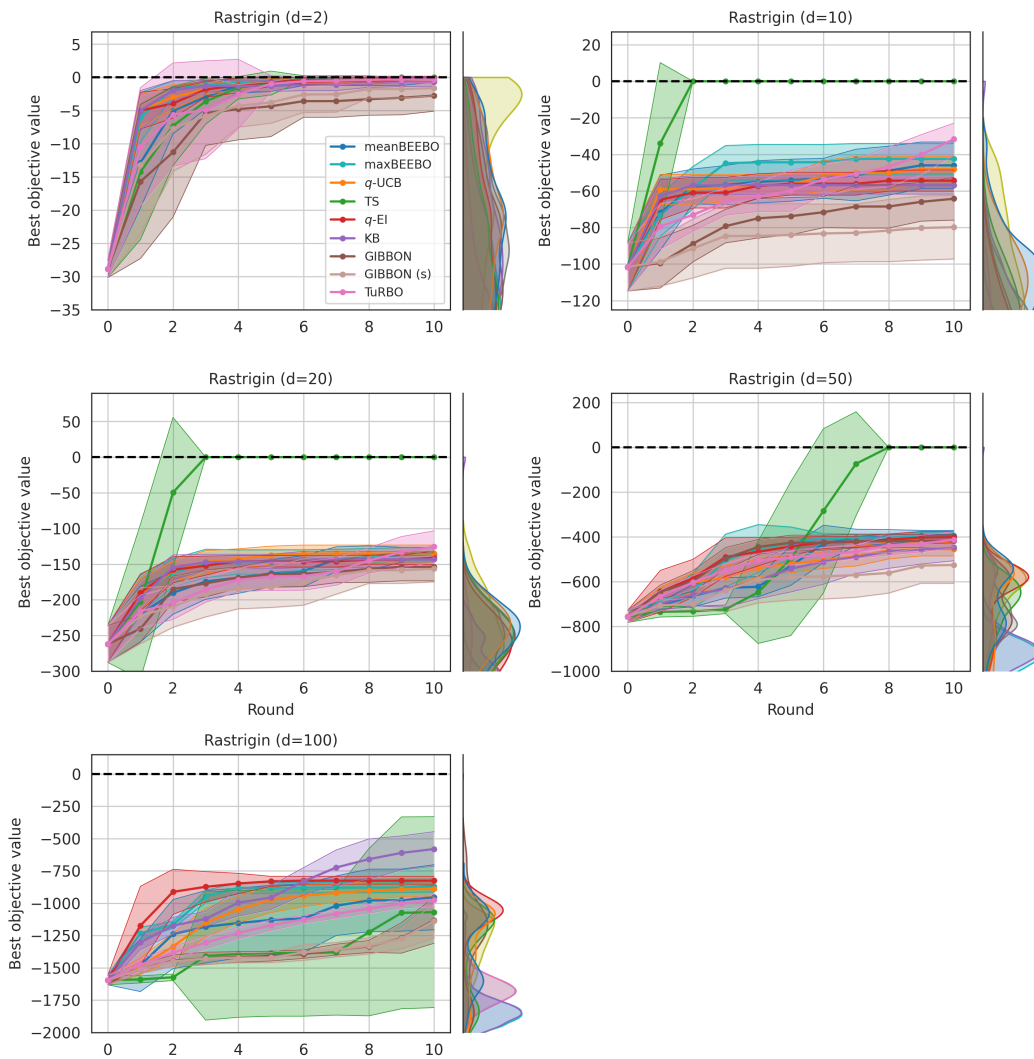 Rastrigin (d=2)
5
0
−5
−10
−15
−20
−25
−30
−35
Best objective value
0 2 4 6 8 10
meanBEEBO
maxBEEBO
q-UCB
TS
q-EI
KB
GIBBON
GIBBON (s)
TuRBO
Rastrigin (d=10)
20
0
−20
−40
−60
−80
−100
−120
Best objective value
0 2 4 6 8 10
Rastrigin (d=20)
50
0
−50
−100
−150
−200
−250
−300
Best objective value
0 2 4 6 8 10
Round
Rastrigin (d=50)
200
0
−200
−400
−600
−800
−1000
Best objective value
0 2 4 6 8 10
Round
Rastrigin (d=100)
0
−250
−500
−750
−1000
−1250
−1500
−1750
−2000
Best objective value
0 2 4 6 8 10